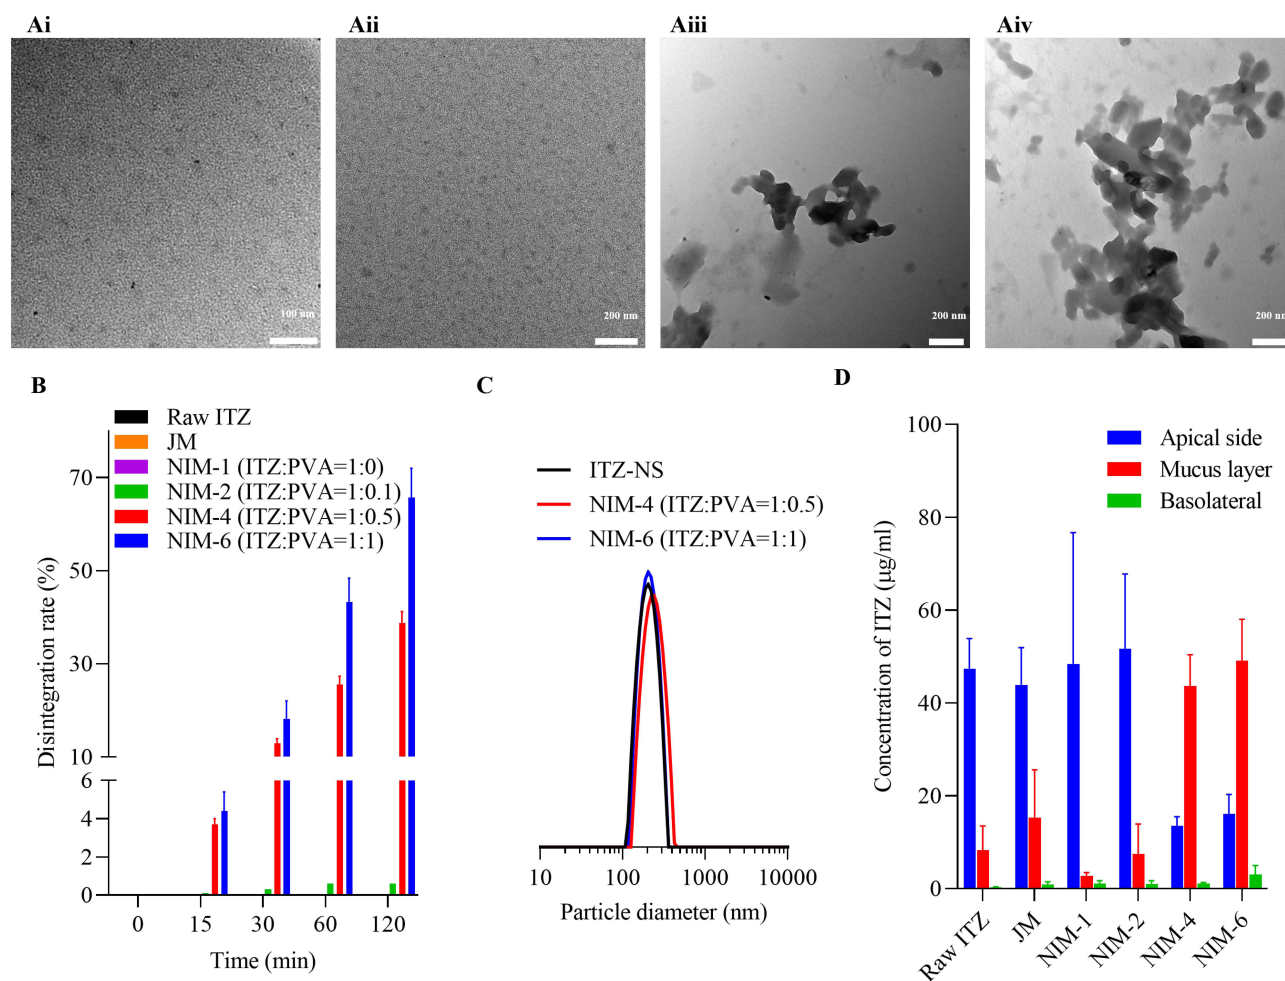 Ai
Aii
Aiii
Aiv
100 nm
200 nm
200 nm
200 nm
B
Raw ITZ
JM
NIM-1 (ITZ:PVA=1:0)
NIM-2 (ITZ:PVA=1:0.1)
NIM-4 (ITZ:PVA=1:0.5)
NIM-6 (ITZ:PVA=1:1)
Disintegration rate (%)
70
50
30
10
6
4
2
0
0 15 30 60 120
Time (min)
C
ITZ-NS
NIM-4 (ITZ:PVA=1:0.5)
NIM-6 (ITZ:PVA=1:1)
10 100 1000 10000
Particle diameter (nm)
D
Apical side
Mucus layer
Basolateral
Concentration of ITZ (μg/ml)
100
80
60
40
20
0
Raw ITZ
JM
NIM-1
NIM-2
NIM-4
NIM-6